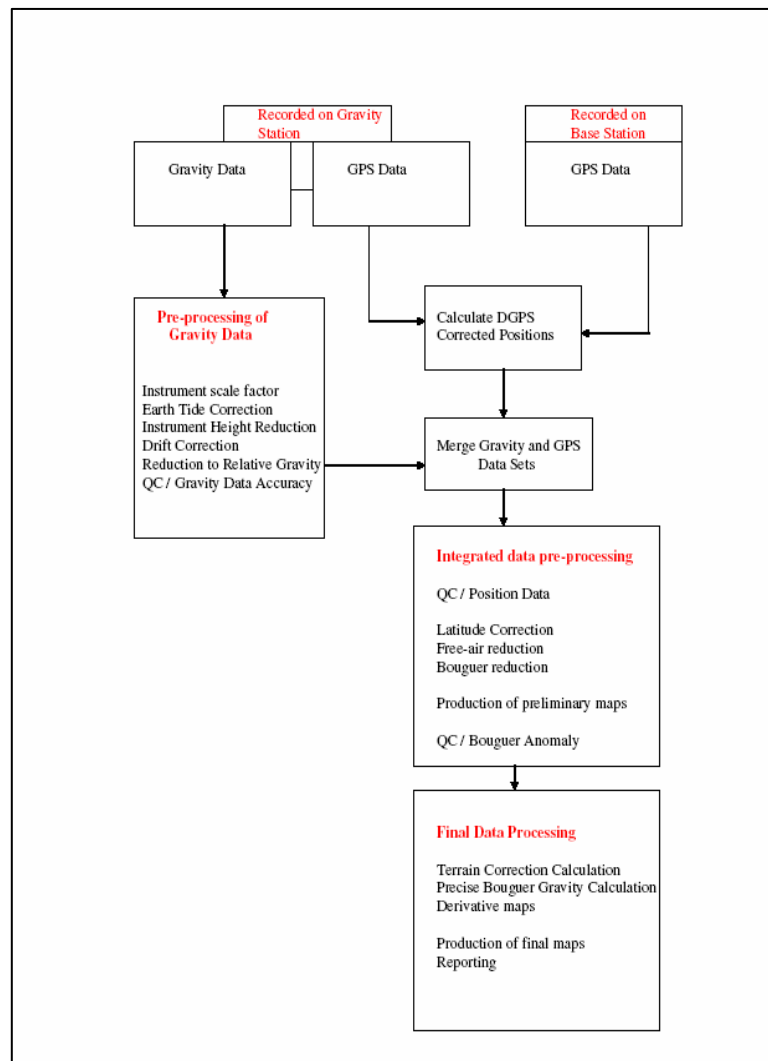 Recorded on Gravity
Station
Recorded on
Base Station
Gravity Data
GPS Data
GPS Data
Pre-processing of
Gravity Data
Instrument scale factor
Earth Tide Correction
Instrument Height Reduction
Drift Correction
Reduction to Relative Gravity
QC / Gravity Data Accuracy
Calculate DGPS
Corrected Positions
Merge Gravity and GPS
Data Sets
Integrated data pre-processing
QC / Position Data
Latitude Correction
Free-air reduction
Bouguer reduction
Production of preliminary maps
QC / Bouguer Anomaly
Final Data Processing
Terrain Correction Calculation
Precise Bouguer Gravity Calculation
Derivative maps
Production of final maps
Reporting